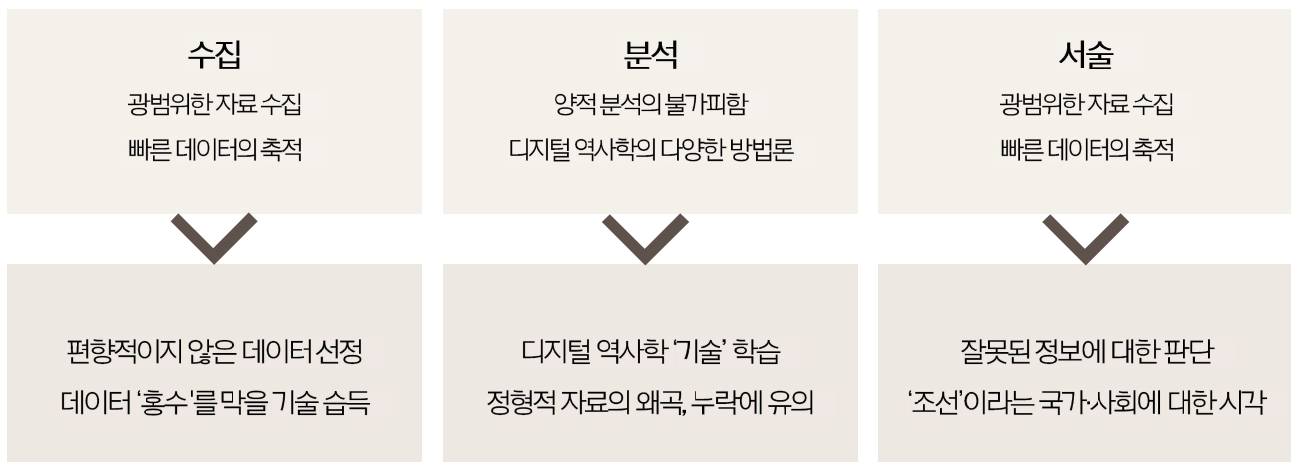 수집
광범위한 자료 수집
빠른 데이터의 축적
편향적이지 않은 데이터 선정
데이터 ‘홍수'를 막을 기술 습득
분석
양적 분석의 불가피함
디지털 역사학의 다양한 방법론
디지털 역사학 ‘기술’ 학습
정형적 자료의 왜곡, 누락에 유의
서술
광범위한 자료 수집
빠른 데이터의 축적
잘못된 정보에 대한 판단
‘조선’이라는 국가·사회에 대한 시각